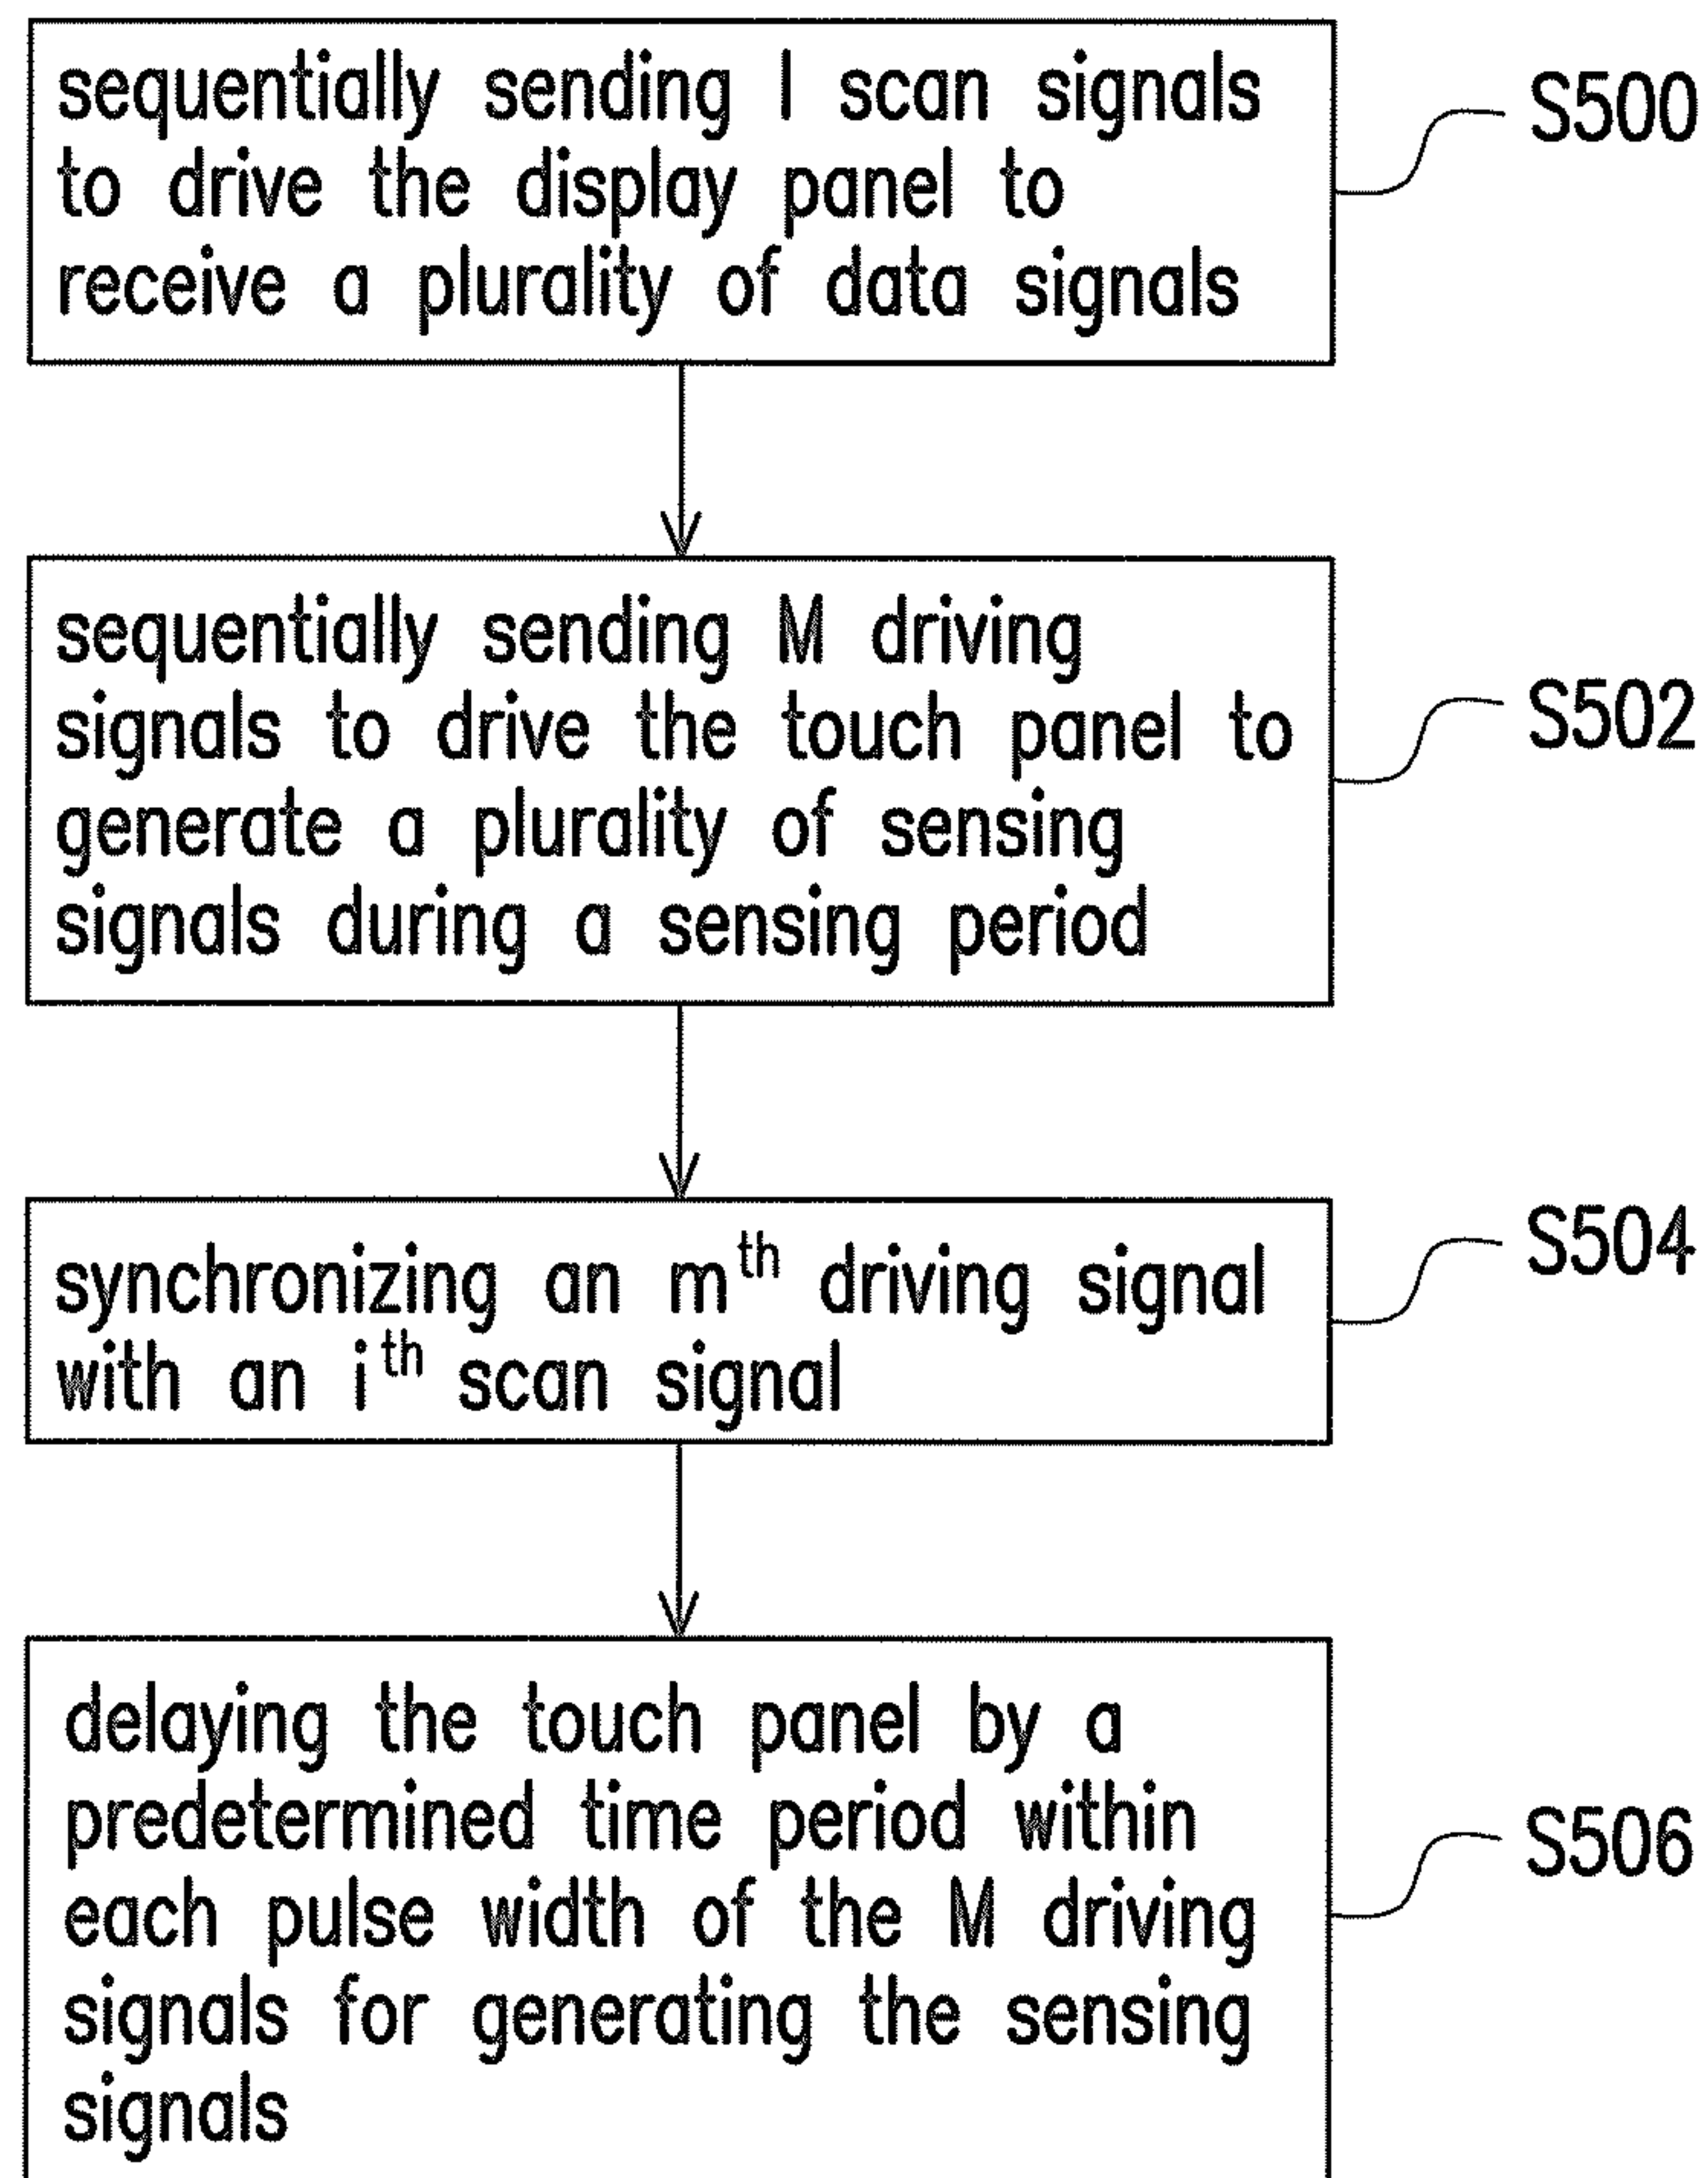 sequentially sending I scan signals
to drive the display panel to
receive a plurality of data signals
S500
sequentially sending M driving
signals to drive the touch panel to
generate a plurality of sensing
signals during a sensing period
S502
synchronizing an mᵗʰ driving signal
with an iᵗʰ scan signal
S504
delaying the touch panel by a
predetermined time period within
each pulse width of the M driving
signals for generating the sensing
signals
S506